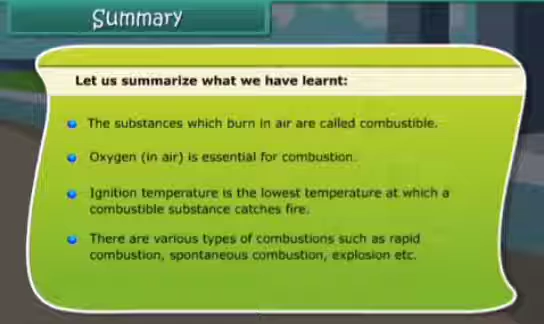 Summary
Let us summarize what we have learnt:
The substances which burn in air are called combustible.
Oxygen (in air) is essential for combustion.
Ignition temperature is the lowest temperature at which a
combustible substance catches fire.
There are various types of combustions such as rapid
combustion, spontaneous combustion, explosion etc.